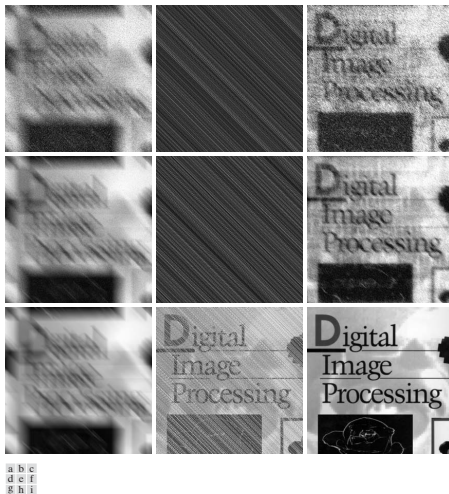 Digital
Image
Processing
Digital
Image
Processing
Digital
Image
Processing
Digital
Image
Processing
a b c
d e f
g h i